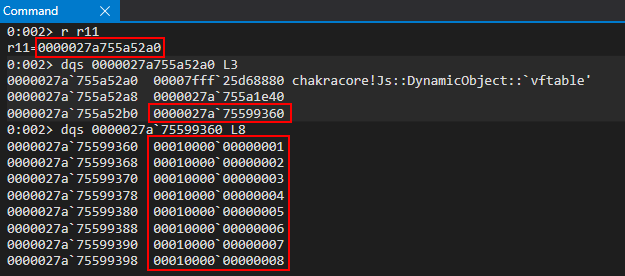 Command X
0:002> r r11
r11=0000027a755a52a0
0:002> dqs 0000027a755a52a0 L3
0000027a`755a52a0  00007fff`25d68880 chakracore!Js::DynamicObject::`vftable'
0000027a`755a52a8  0000027a`755a1e40
0000027a`755a52b0  0000027a`75599360
0:002> dqs 0000027a`75599360 L8
0000027a`75599360  00010000`00000001
0000027a`75599368  00010000`00000002
0000027a`75599370  00010000`00000003
0000027a`75599378  00010000`00000004
0000027a`75599380  00010000`00000005
0000027a`75599388  00010000`00000006
0000027a`75599390  00010000`00000007
0000027a`75599398  00010000`00000008